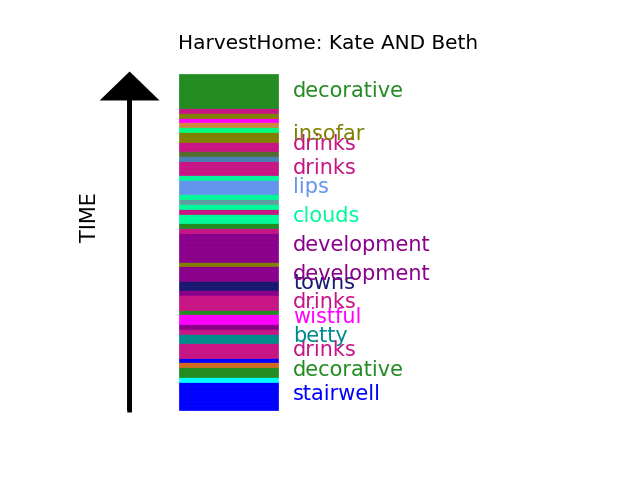 HarvestHome: Kate AND Beth
decorative
insofar
drinks
drinks
lips
clouds
development
development
towns
drinks
wistful
betty
drinks
decorative
stairwell
TIME